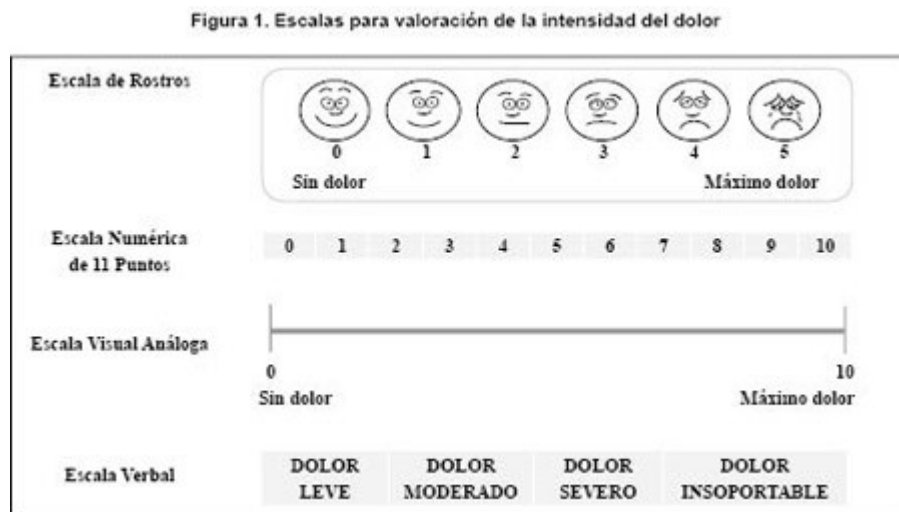 Figura 1. Escalas para valoración de la intensidad del dolor
Escala de Rostros
0 1 2 3 4 5
Sin dolor Máximo dolor
Escala Numérica
de 11 Puntos
0 1 2 3 4 5 6 7 8 9 10
Escala Visual Análoga
0 10
Sin dolor Máximo dolor
Escala Verbal
DOLOR LEVE
DOLOR MODERADO
DOLOR SEVERO
DOLOR INSOPORTABLE